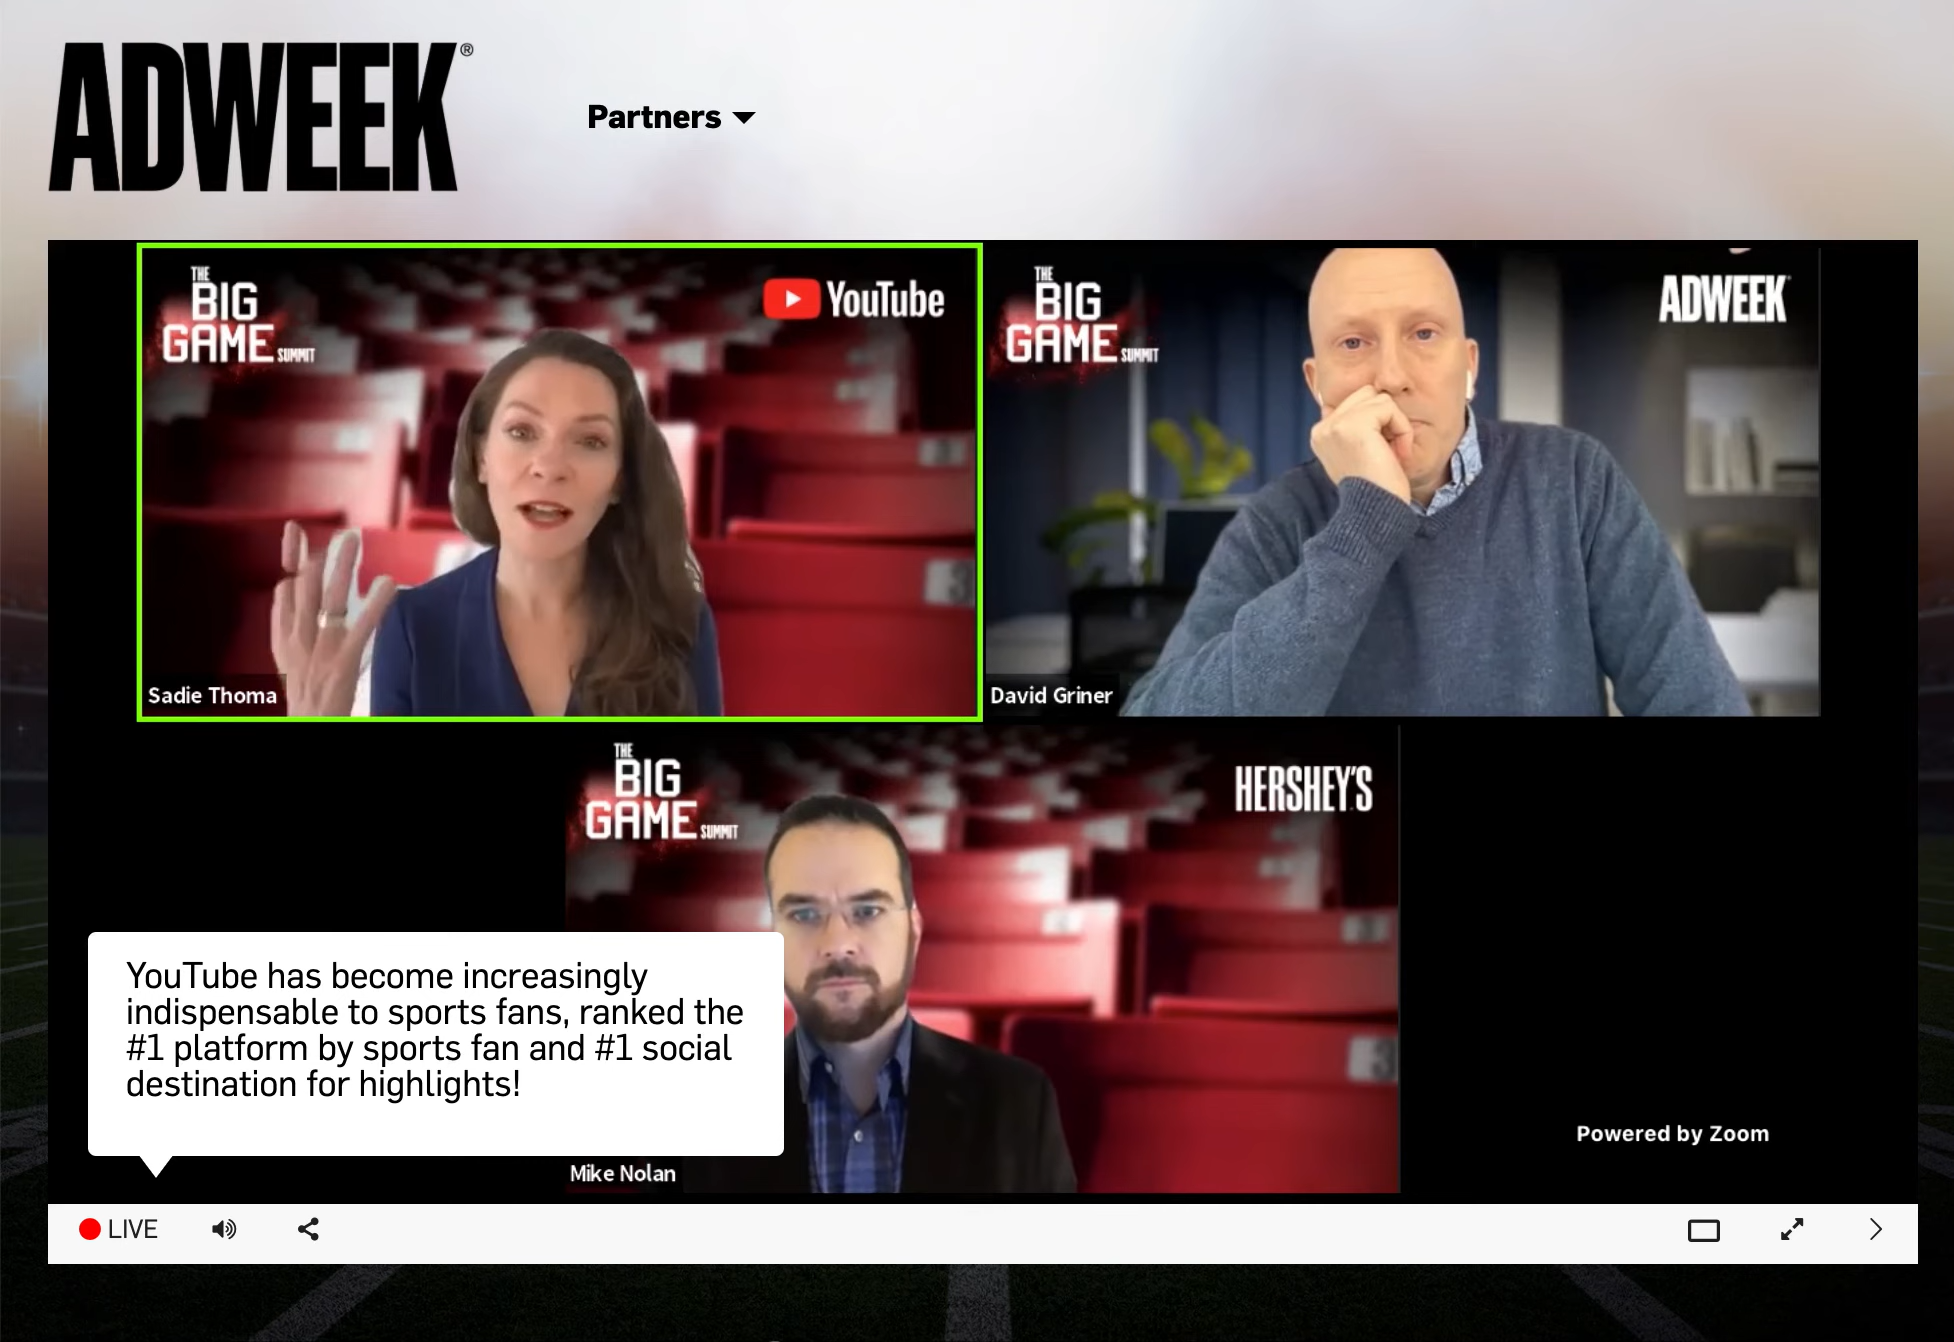 ADWEEK®
Partners
THE
BIG
GAME SUMMIT
YouTube
Sadie Thoma
THE
BIG
GAME SUMMIT
ADWEEK
David Griner
THE
BIG
GAME SUMMIT
HERSHEY'S
3
YouTube has become increasingly
indispensable to sports fans, ranked the
#1 platform by sports fan and #1 social
destination for highlights!
Mike Nolan
Powered by Zoom
LIVE